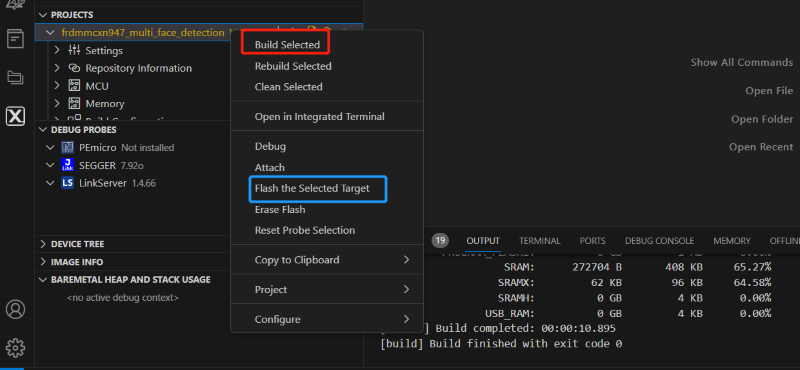 PROJECTS
frdmmcxn947_multi_face_detection
Settings
Repository Information
MCU
Memory
DEBUG PROBES
PEmicro Not installed
SEGGER 7.92o
LinkServer 1.4.66
DEVICE TREE
IMAGE INFO
BAREMETAL HEAP AND STACK USAGE
<no active debug context>
Build Selected
Rebuild Selected
Clean Selected
Open in Integrated Terminal
Debug
Attach
Flash the Selected Target
Erase Flash
Reset Probe Selection
Copy to Clipboard
Project
Configure
Show All Commands
Open File
Open Folder
Open Recent
19 OUTPUT TERMINAL PORTS DEBUG CONSOLE MEMORY OFFLIN
SRAM: 272704 B 408 KB 65.27%
SRAMX: 62 KB 96 KB 64.58%
SRAMH: 0 GB 4 KB 0.00%
USB_RAM: 0 GB 4 KB 0.00%
] Build completed: 00:00:10.895
[build] Build finished with exit code 0